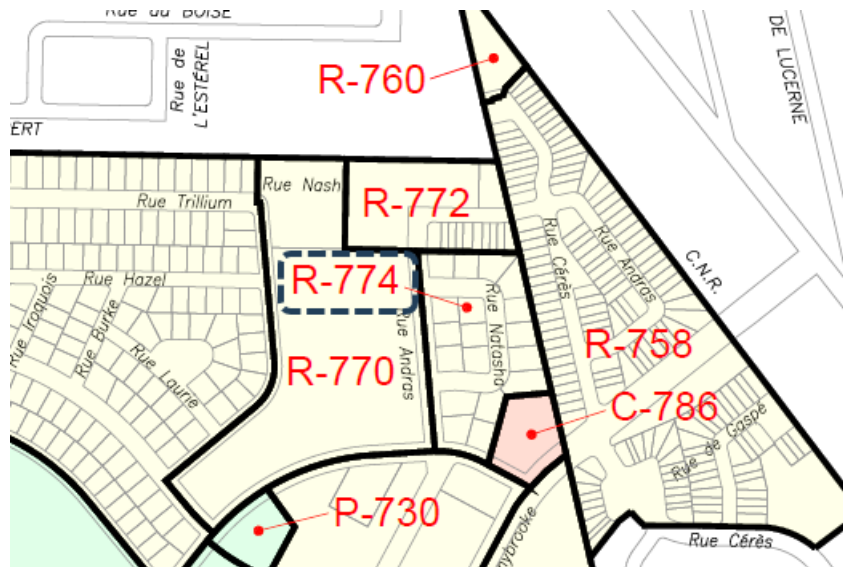 Rue du BOISÉ
Rue de
L'ESTÉREL
DE LUCERNE
R-760
Rue Nash
Rue Trillium
R-772
Rue Cérès
Rue Andras
C.N.R.
Rue Hazel
R-774
Rue Iroquois
Rue Burke
Rue Laurie
Rue Andras
Rue Natasha
R-770
R-758
C-786
Rue de Gaspé
P-730
Rue Cérès